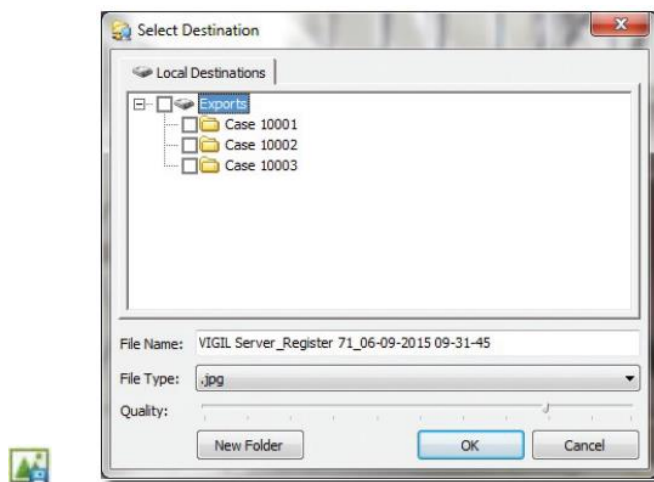 Select Destination
Local Destinations
Exports
Case 10001
Case 10002
Case 10003
File Name: VIGIL Server_Register 71_06-09-2015 09-31-45
File Type: .jpg
Quality:
New Folder OK Cancel